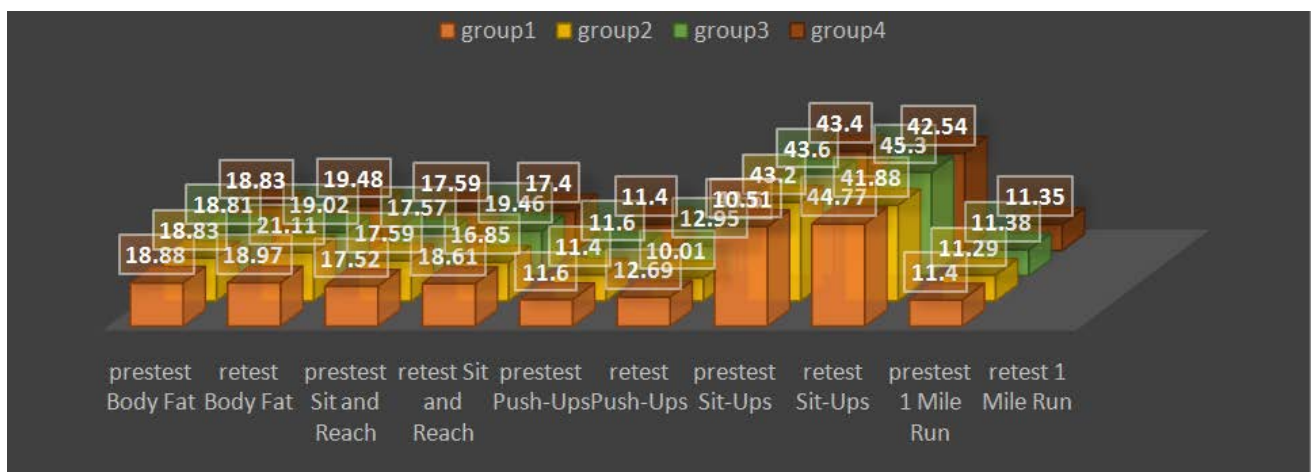 group1 group2 group3 group4
18.83 19.48 17.59 17.4 11.4 10.51 43.4 42.54 11.35
18.81 19.02 17.57 19.46 11.6 12.95 43.6 45.3 11.38
18.83 21.11 17.59 16.85 11.4 10.01 43.2 41.88 11.29
18.88 18.97 17.52 18.61 11.6 12.69 44.77 11.4
prestest
Body Fat
retest
Body Fat
prestest
Sit and
Reach
retest Sit
and
Reach
prestest
Push-Ups
retest
Push-Ups
prestest
Sit-Ups
retest
Sit-Ups
prestest
1 Mile
Run
retest 1
Mile Run